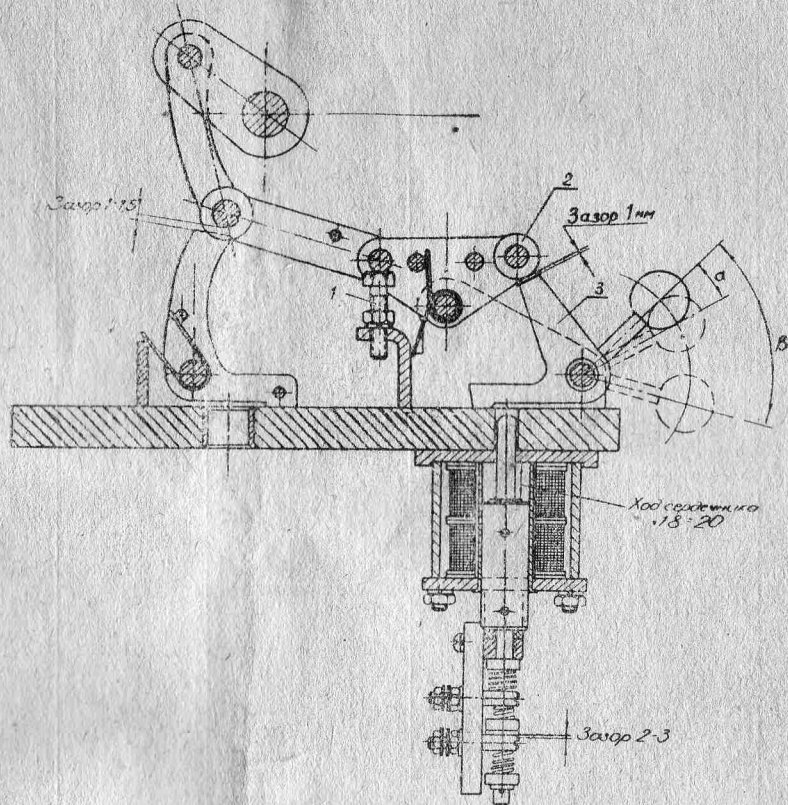 2
Зазор 1мм
Зазор 1-1,5
а
3
1
в
Ход сердечника
18÷20
Зазор 2-3